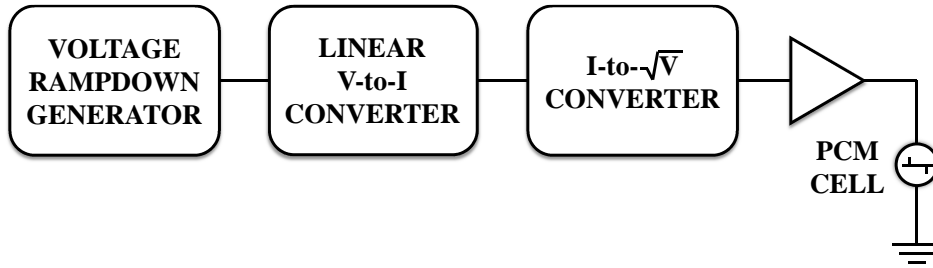 VOLTAGE
RAMPDOWN
GENERATOR
LINEAR
V-to-I
CONVERTER
I-to-√V
CONVERTER
PCM
CELL